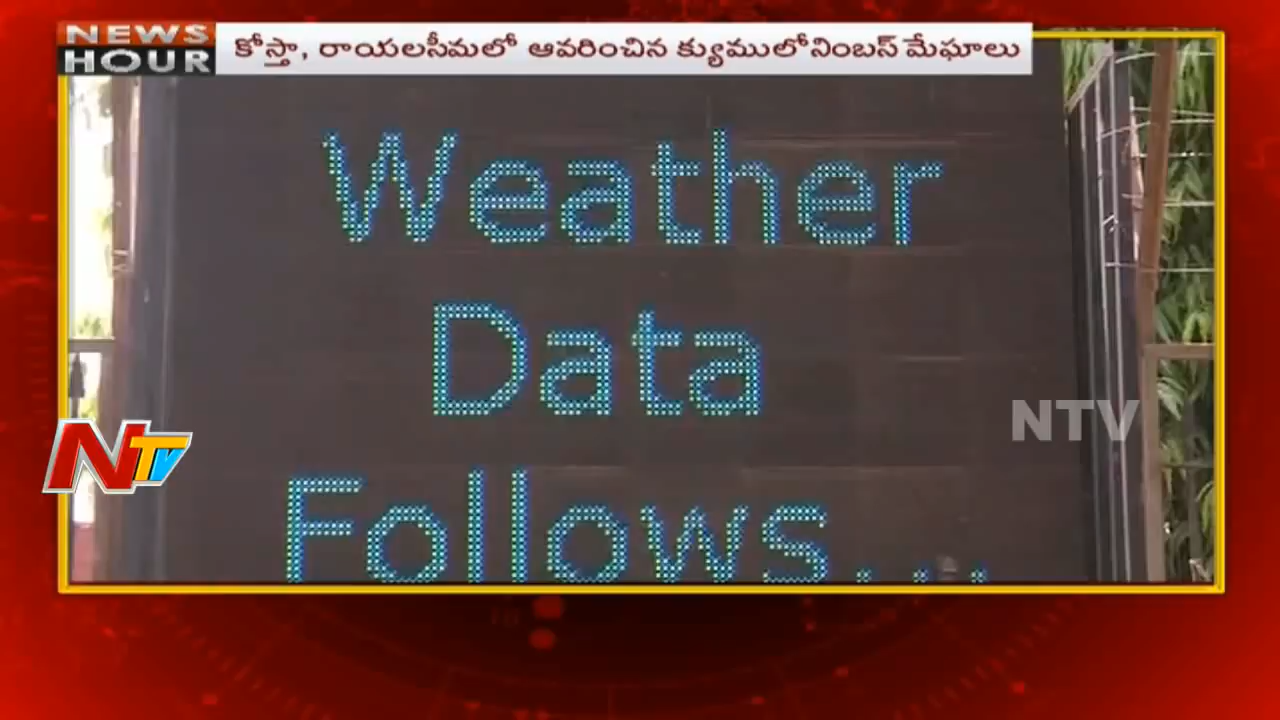 NEWS
HOUR
కోస్తా, రాయలసీమలో ఆవరించిన క్యుములోనింబస్ మేఘాలు
Weather
Data
Follows...
NTV
NTV